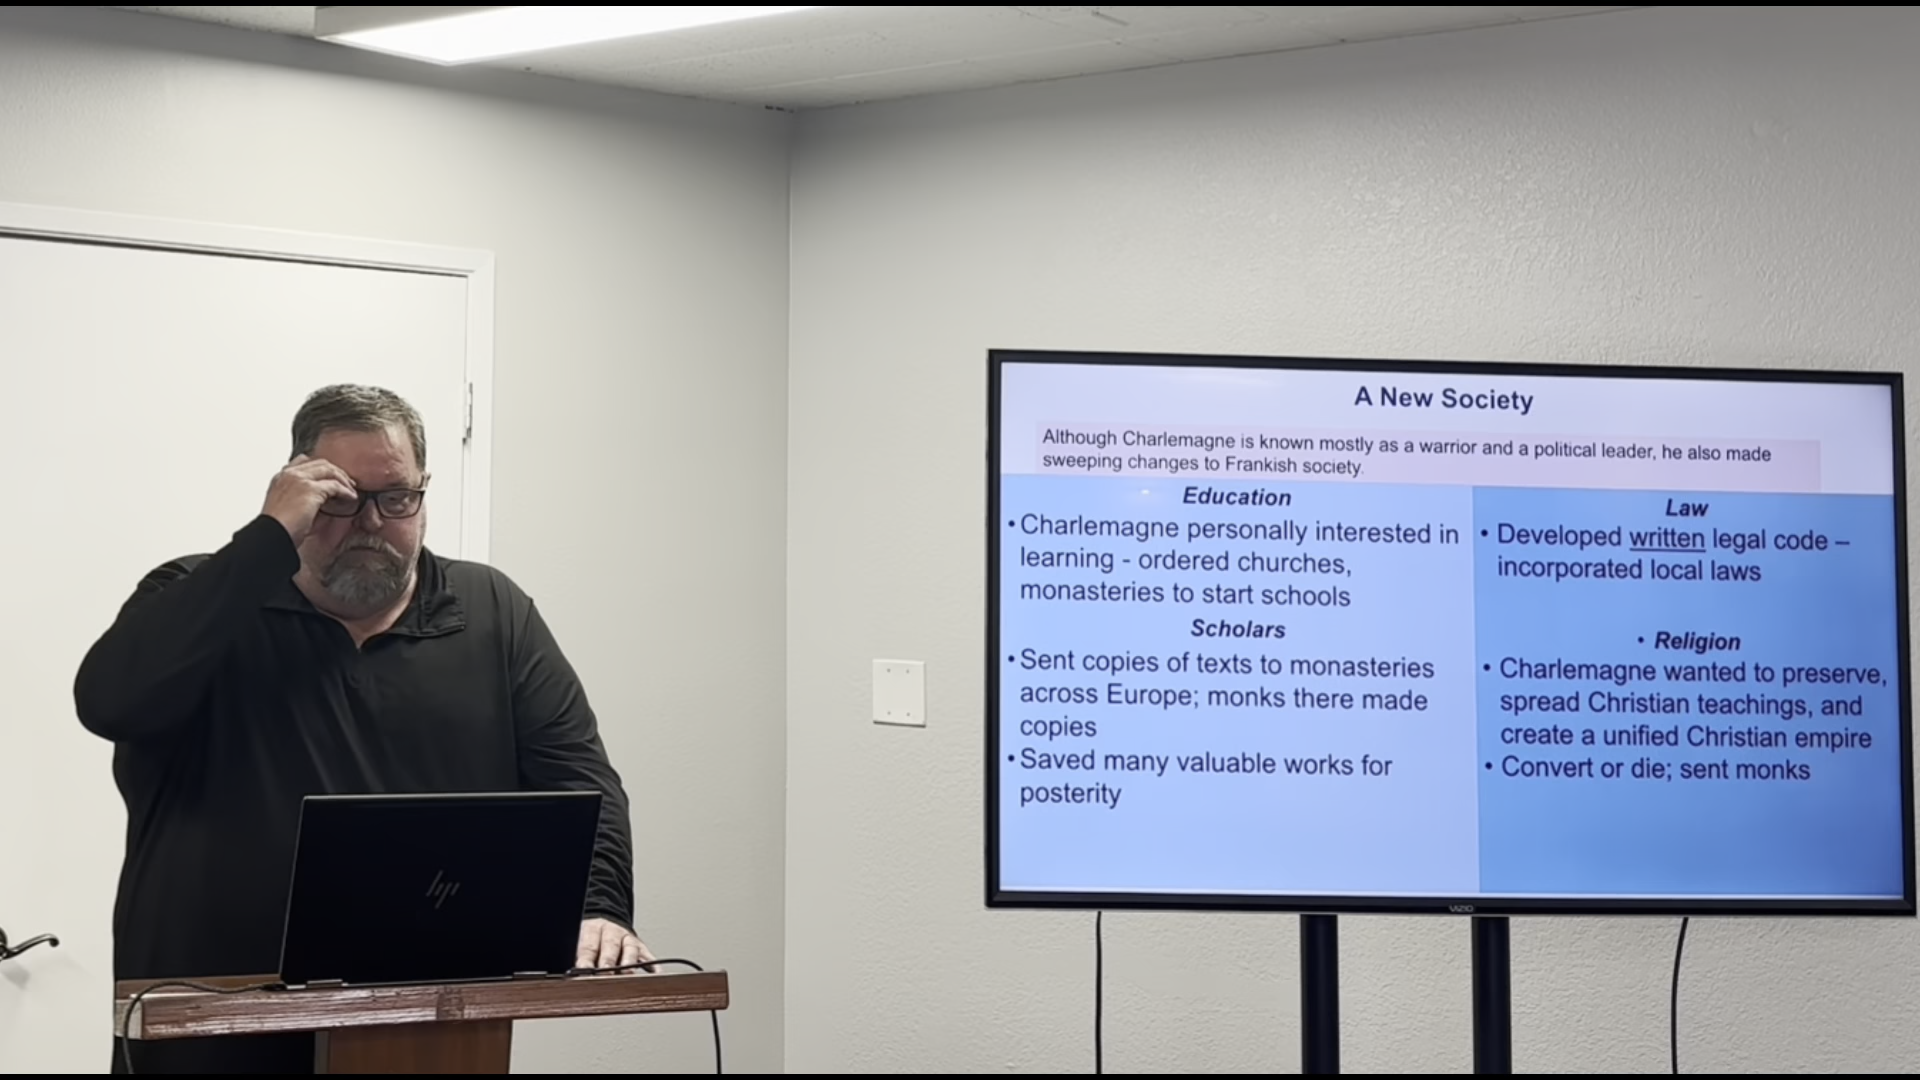 A New Society
Although Charlemagne is known mostly as a warrior and a political leader, he also made
sweeping changes to Frankish society.
Education
• Charlemagne personally interested in
learning - ordered churches,
monasteries to start schools
Scholars
• Sent copies of texts to monasteries
across Europe; monks there made
copies
• Saved many valuable works for
posterity
Law
• Developed written legal code –
incorporated local laws
• Religion
• Charlemagne wanted to preserve,
spread Christian teachings, and
create a unified Christian empire
• Convert or die; sent monks
VIZIO
hp